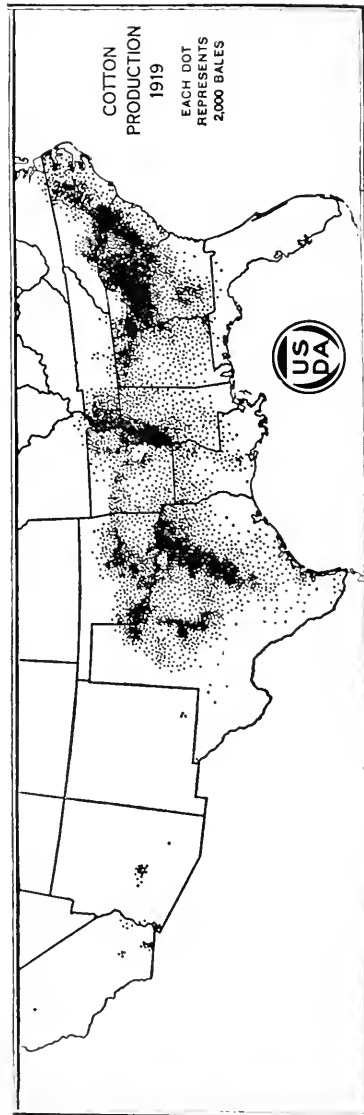 COTTON
PRODUCTION
1919
EACH DOT
REPRESENTS
2,000 BALES
US
DA